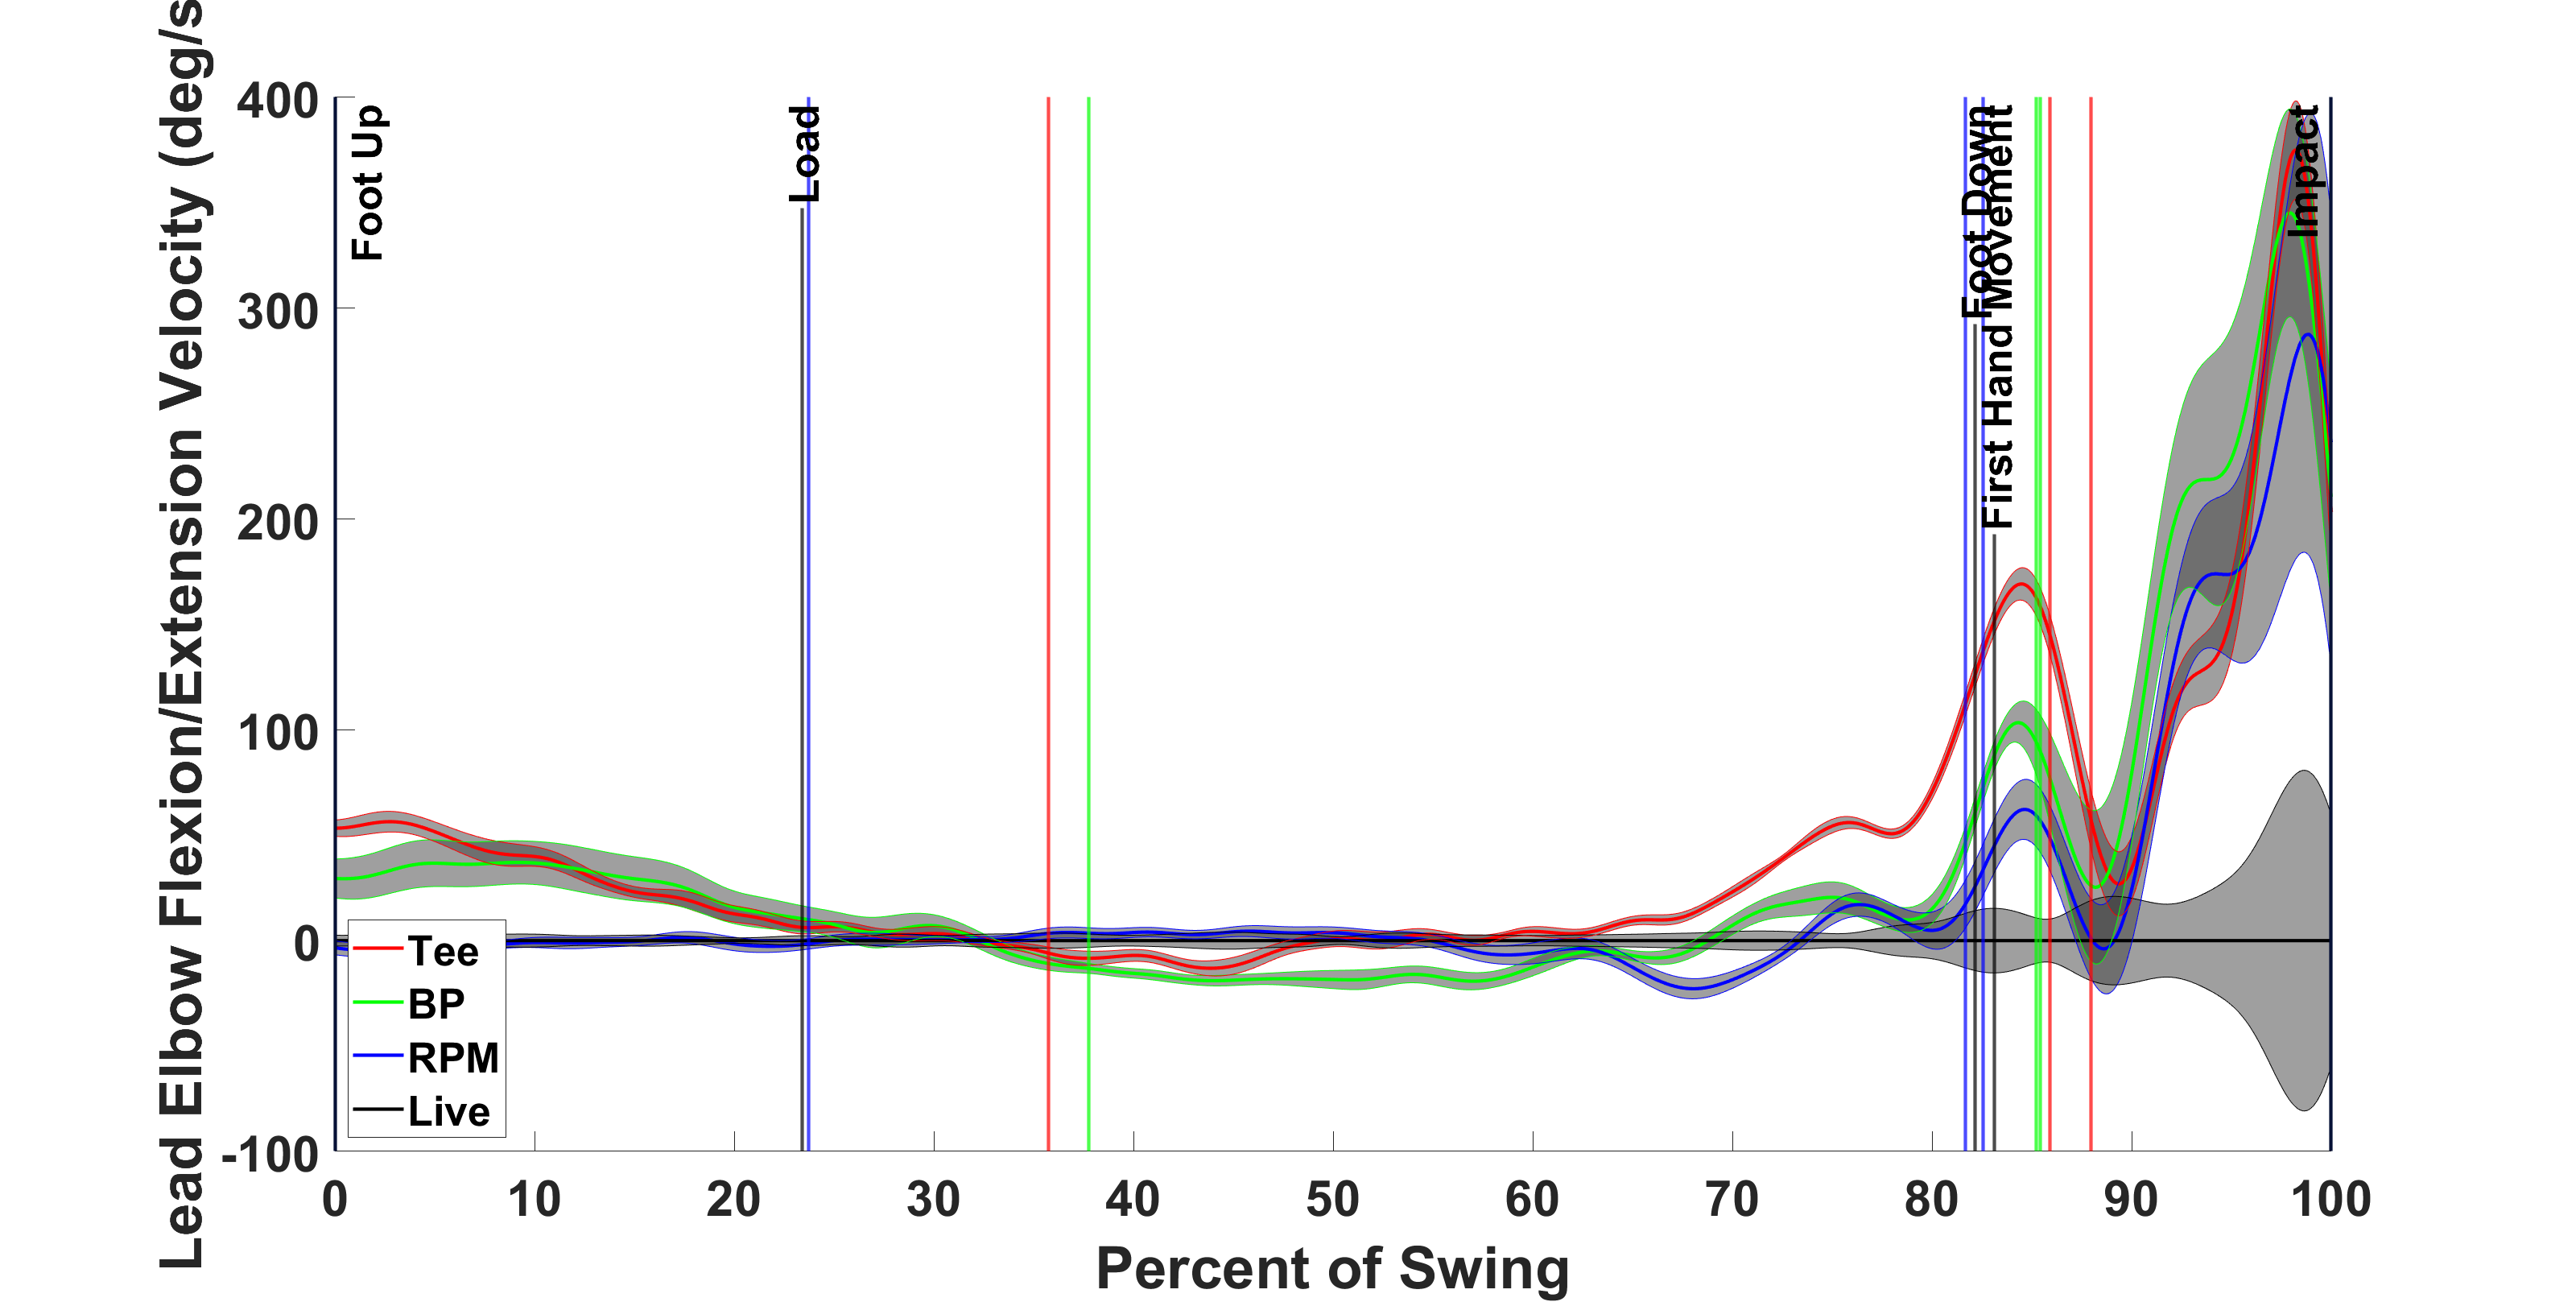 Lead Elbow Flexion/Extension Velocity (deg/s
400
300
200
100
0
-100
Foot Up
Load
Foot Down
First Hand Movement
Impact
Tee
BP
RPM
Live
0 10 20 30 40 50 60 70 80 90 100
Percent of Swing